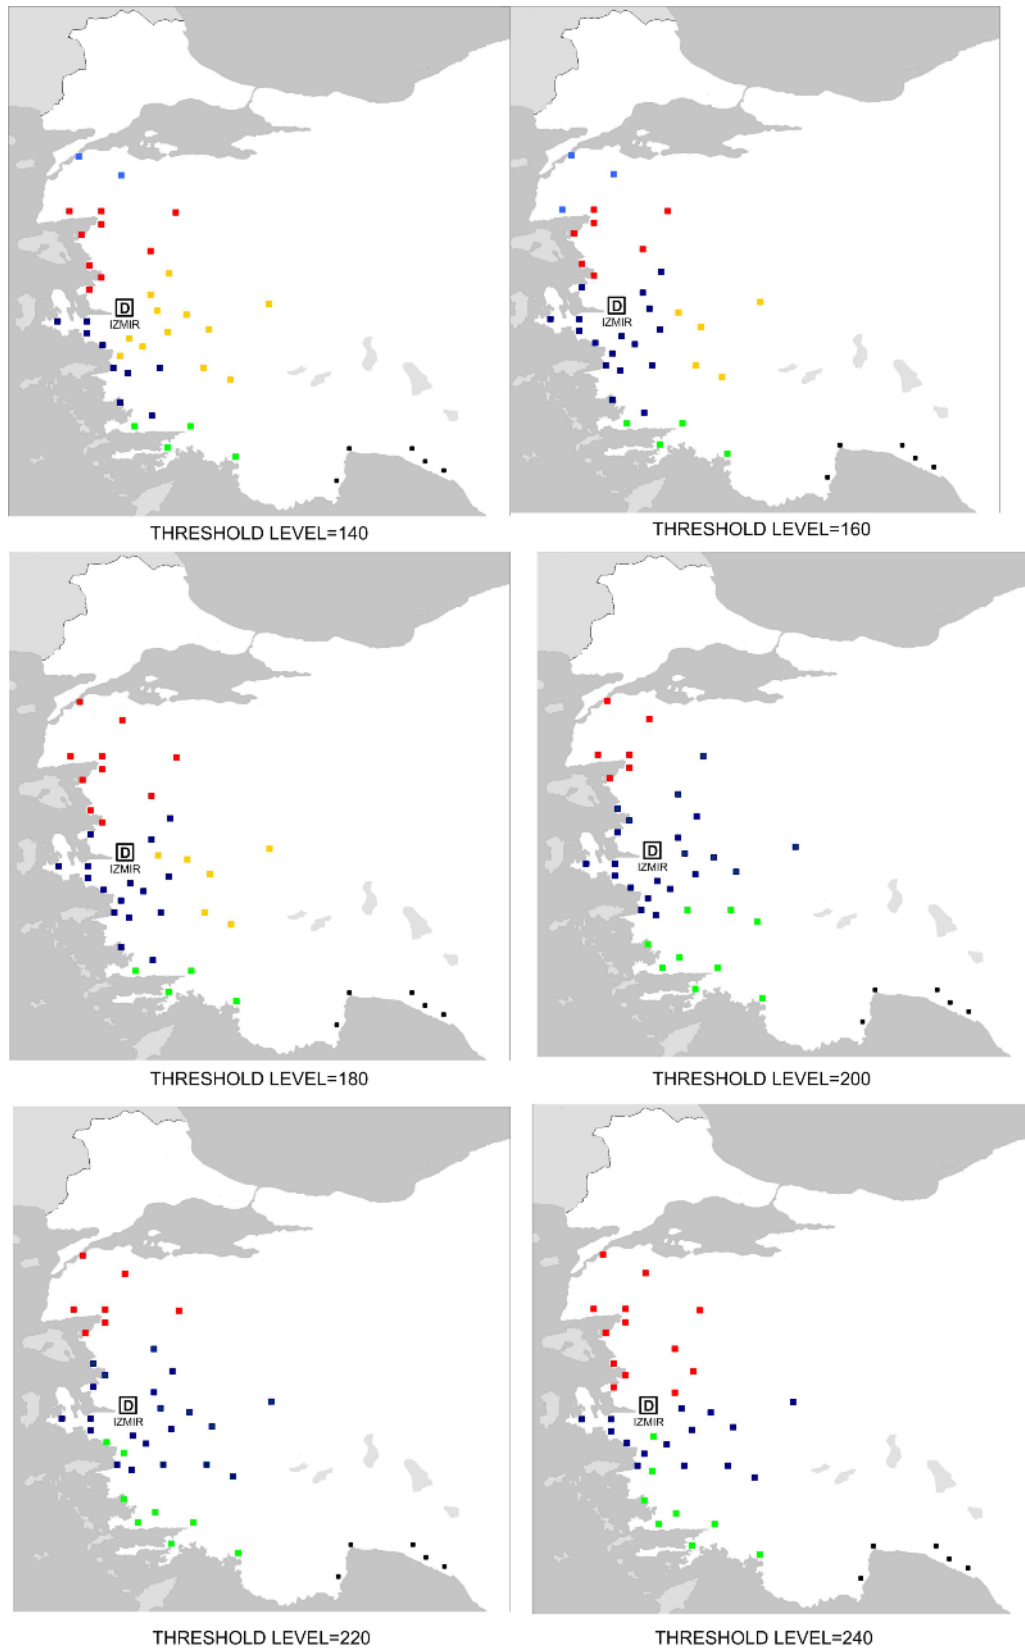 D
IZMIR
D
IZMIR
THRESHOLD LEVEL=140
THRESHOLD LEVEL=160
D
IZMIR
D
IZMIR
THRESHOLD LEVEL=180
THRESHOLD LEVEL=200
D
IZMIR
D
IZMIR
THRESHOLD LEVEL=220
THRESHOLD LEVEL=240